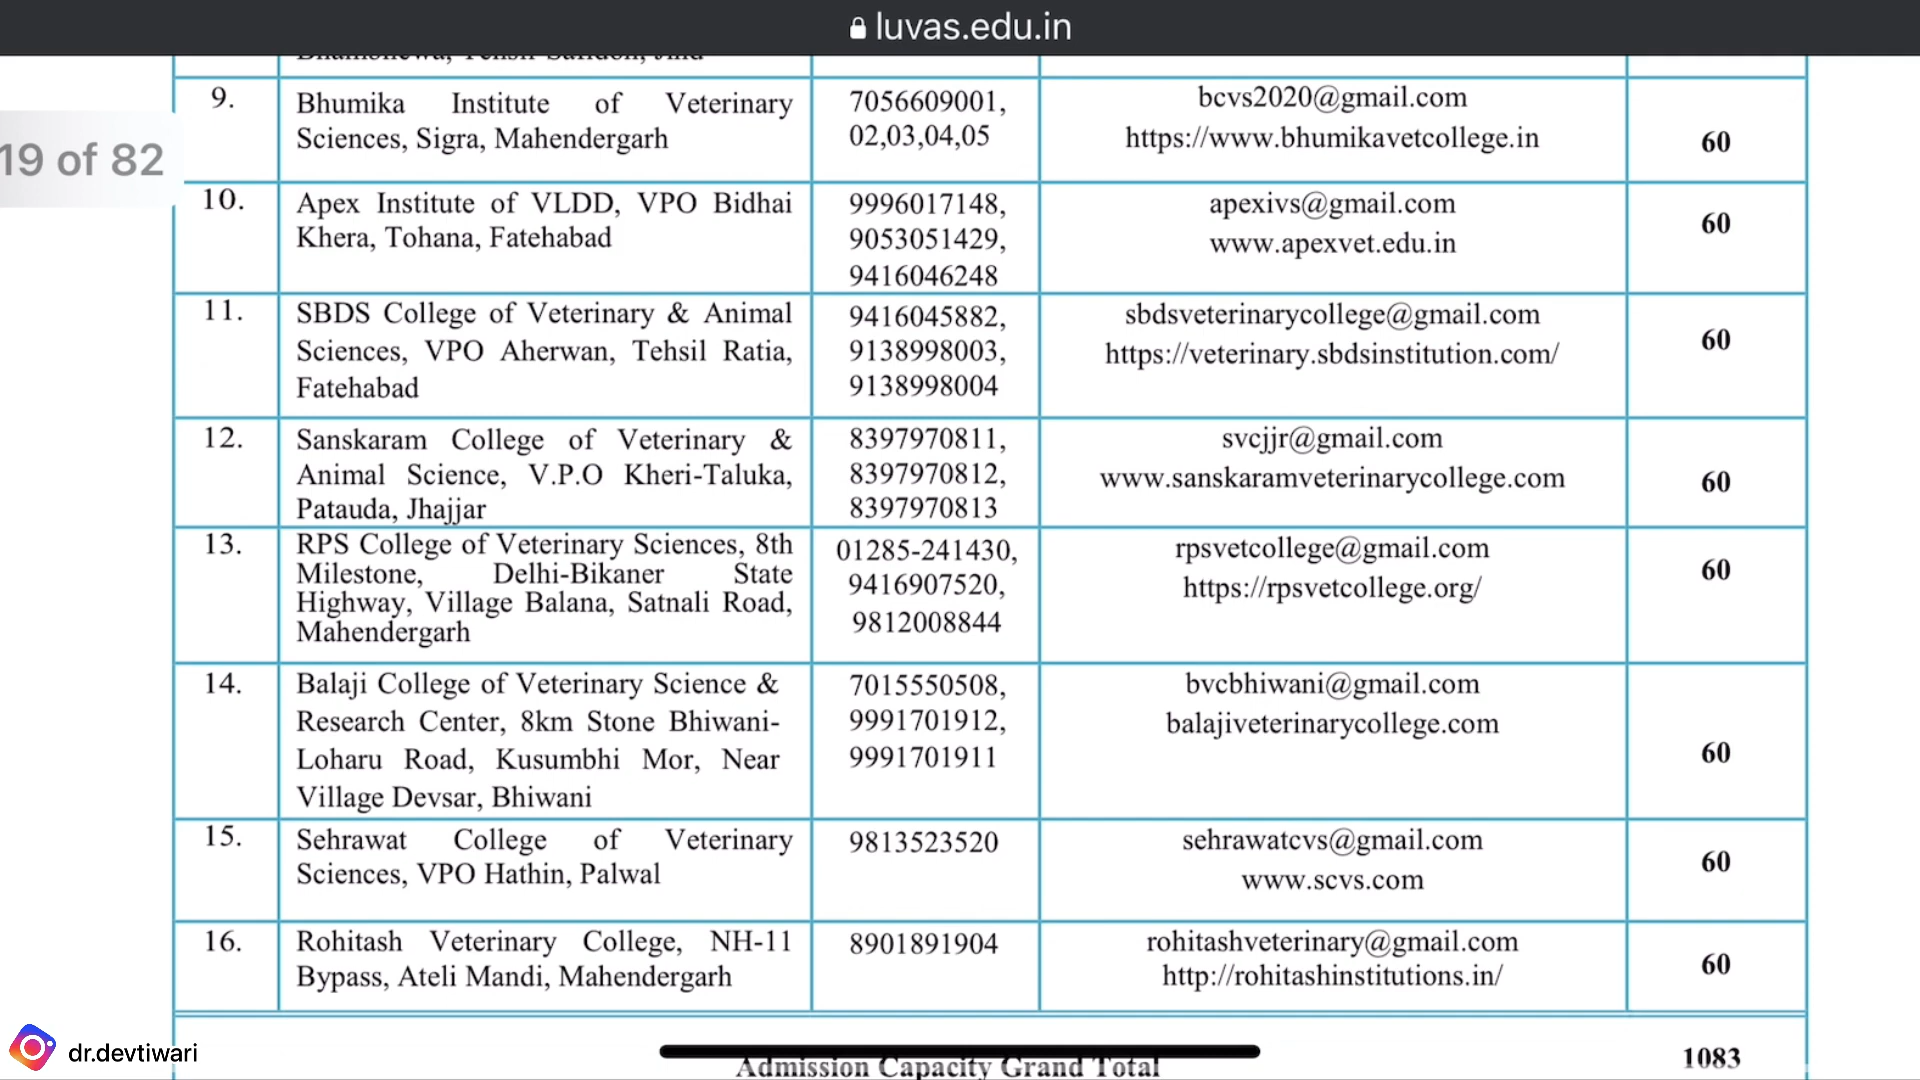 luvas.edu.in
19 of 82
9.
Bhumika Institute of Veterinary
Sciences, Sigra, Mahendergarh
7056609001,
02,03,04,05
bcvs2020@gmail.com
https://www.bhumikavetcollege.in
60
10.
Apex Institute of VLDD, VPO Bidhai
Khera, Tohana, Fatehabad
9996017148,
9053051429,
9416046248
apexivs@gmail.com
www.apexvet.edu.in
60
11.
SBDS College of Veterinary & Animal
Sciences, VPO Aherwan, Tehsil Ratia,
Fatehabad
9416045882,
9138998003,
9138998004
sbdsveterinarycollege@gmail.com
https://veterinary.sbdsinstitution.com/
60
12.
Sanskaram College of Veterinary &
Animal Science, V.P.O Kheri-Taluka,
Patauda, Jhajjar
8397970811,
8397970812,
8397970813
svcjjr@gmail.com
www.sanskaramveterinarycollege.com
60
13.
RPS College of Veterinary Sciences, 8th
Milestone, Delhi-Bikaner State
Highway, Village Balana, Satnali Road,
Mahendergarh
01285-241430,
9416907520,
9812008844
rpsvetcollege@gmail.com
https://rpsvetcollege.org/
60
14.
Balaji College of Veterinary Science &
Research Center, 8km Stone Bhiwani-
Loharu Road, Kusumbhi Mor, Near
Village Devsar, Bhiwani
7015550508,
9991701912,
9991701911
bvcbhiwani@gmail.com
balajiveterinarycollege.com
60
15.
Sehrawat College of Veterinary
Sciences, VPO Hathin, Palwal
9813523520
sehrawatcvs@gmail.com
www.scvs.com
60
16.
Rohitash Veterinary College, NH-11
Bypass, Ateli Mandi, Mahendergarh
8901891904
rohitashveterinary@gmail.com
http://rohitashinstitutions.in/
60
Admission Capacity Grand Total
1083
dr.devtiwari